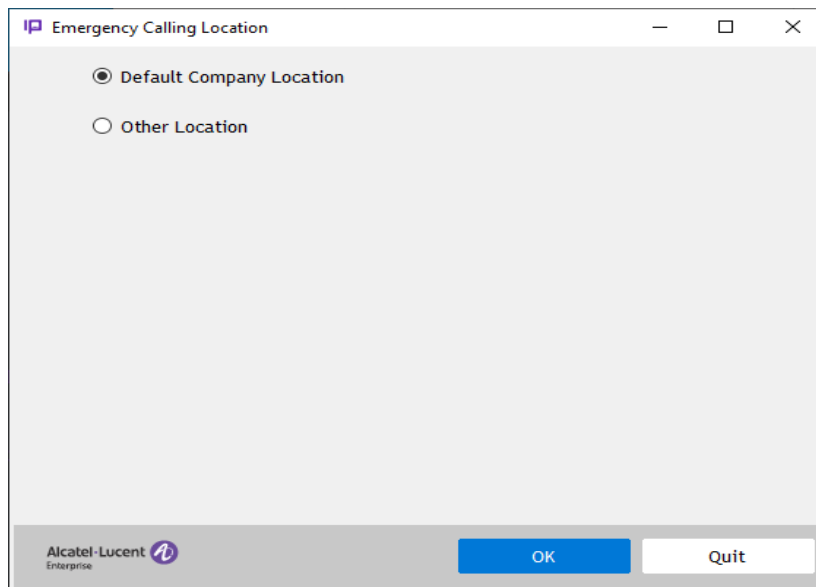 Emergency Calling Location
Default Company Location
Other Location
Alcatel·Lucent
Enterprise
OK
Quit